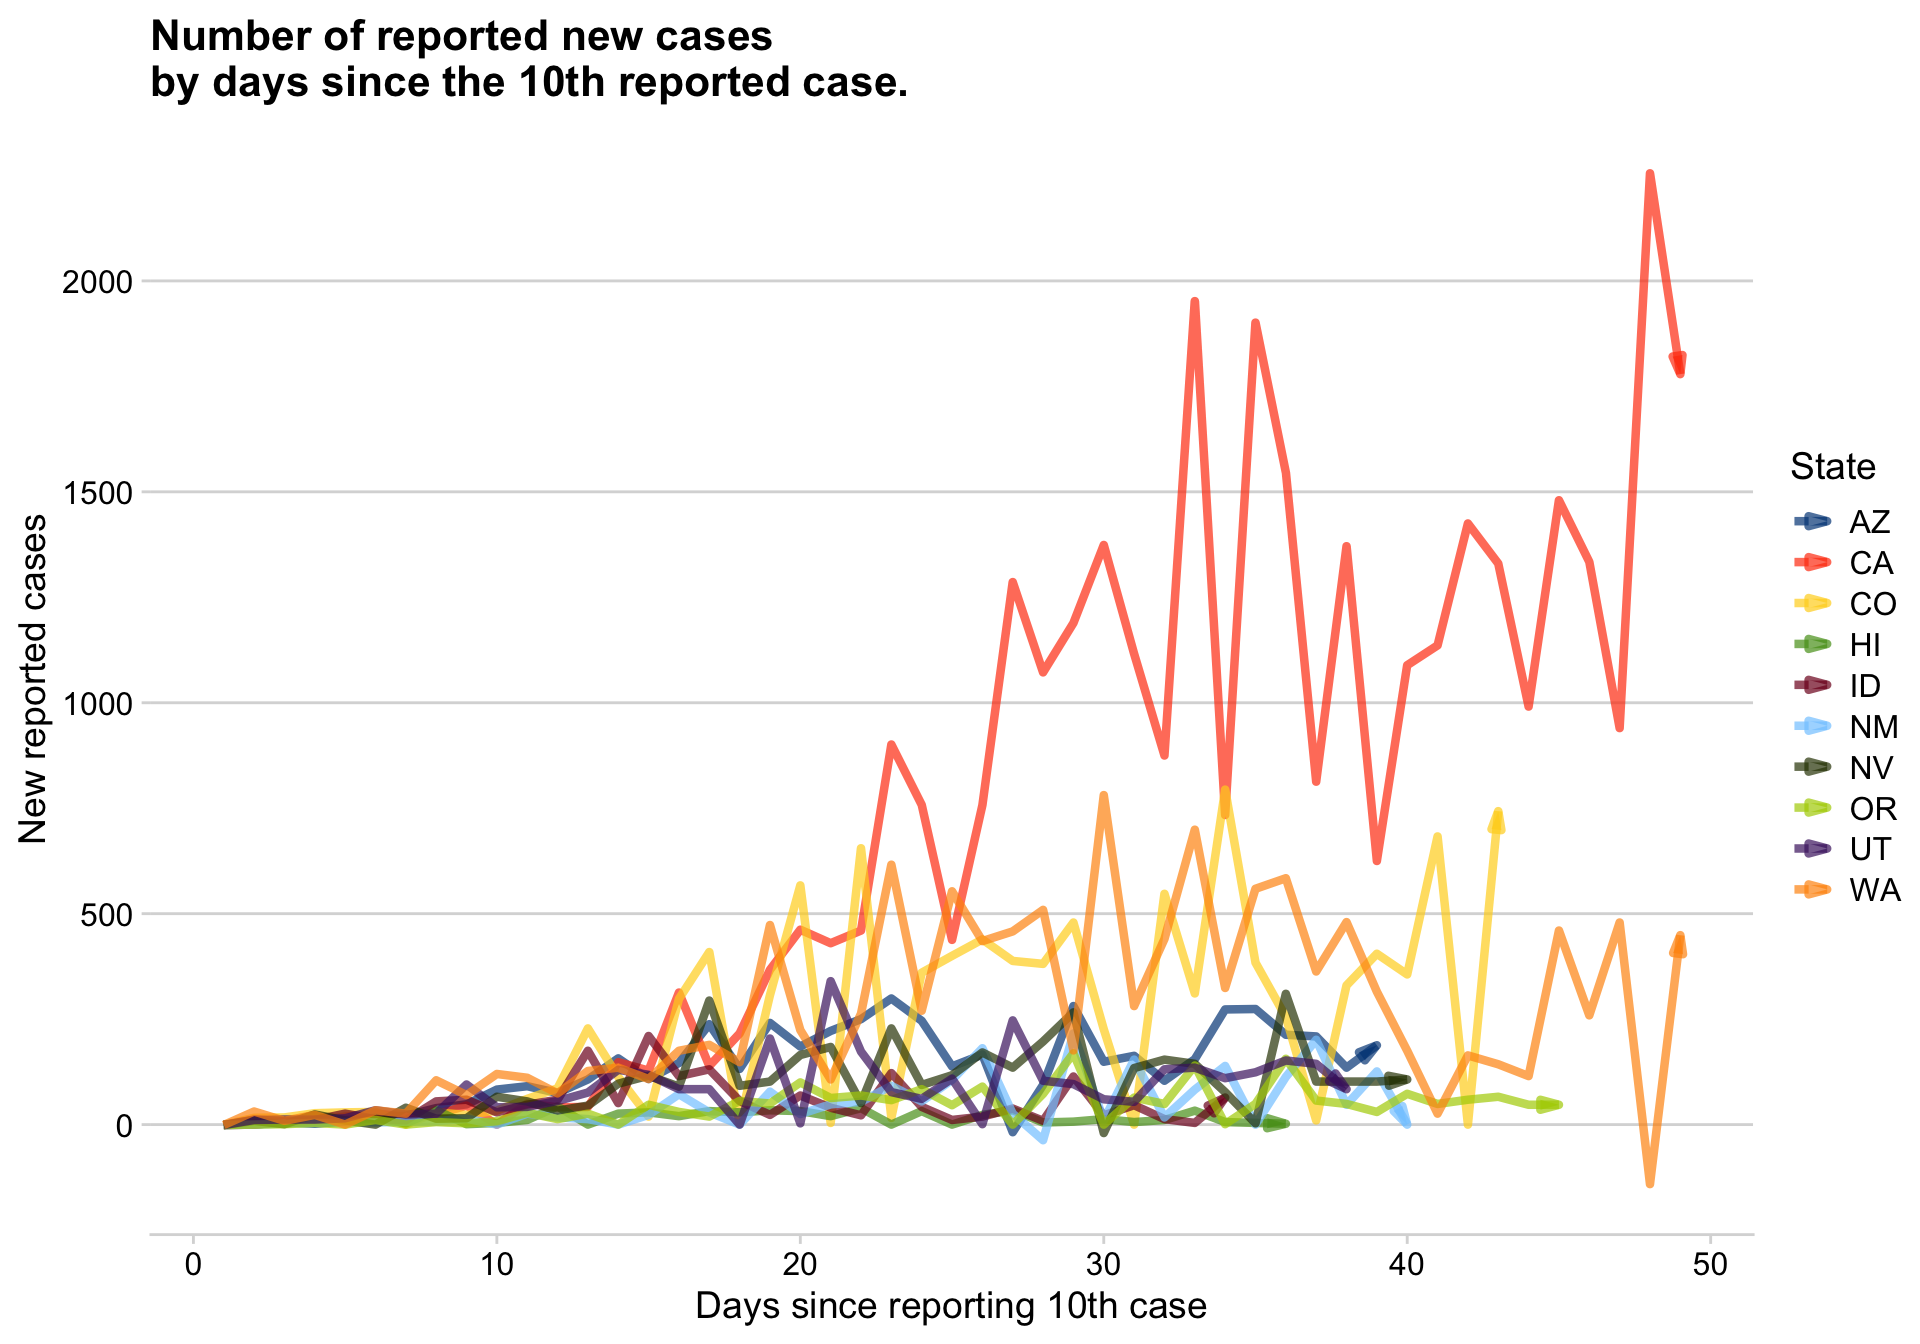 Number of reported new cases
by days since the 10th reported case.
New reported cases
2000
1500
1000
500
0
0 10 20 30 40 50
Days since reporting 10th case
State
AZ
CA
CO
HI
ID
NM
NV
OR
UT
WA